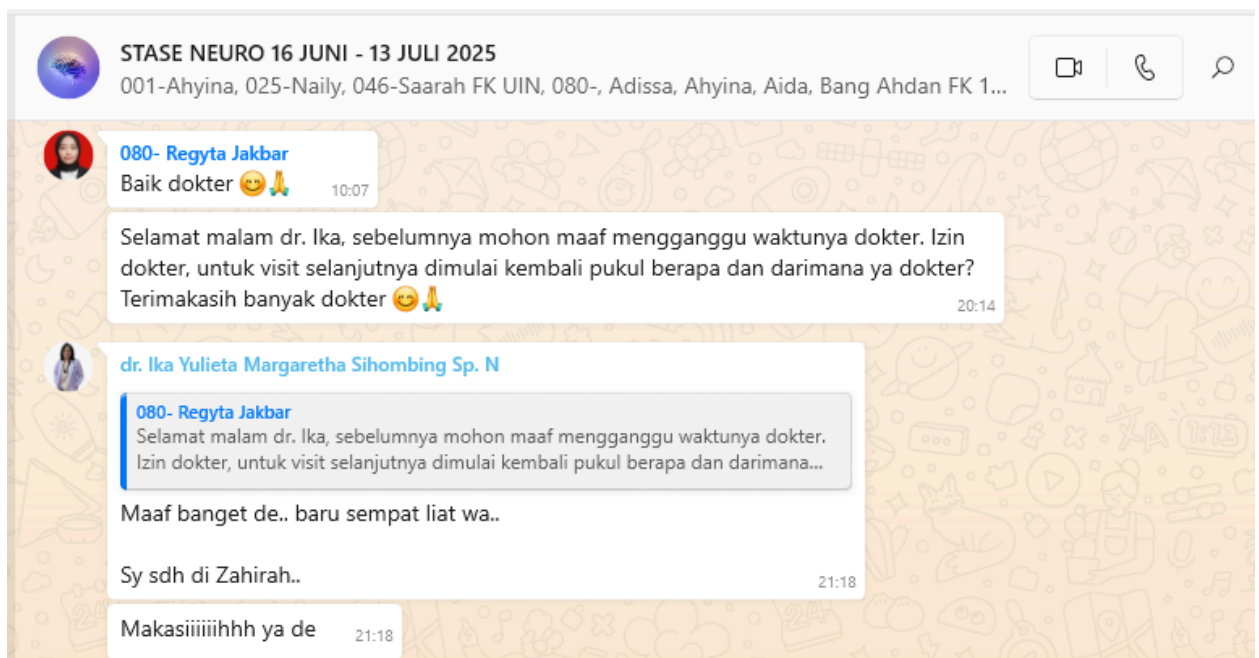 STASE NEURO 16 JUNI - 13 JULI 2025
001-Ahyina, 025-Naily, 046-Saarah FK UIN, 080-, Adissa, Ahyina, Aida, Bang Ahdan FK 1...
080- Regyta Jakbar
Baik dokter 😊🙏 10:07
Selamat malam dr. Ika, sebelumnya mohon maaf mengganggu waktunya dokter. Izin
dokter, untuk visit selanjutnya dimulai kembali pukul berapa dan darimana ya dokter?
Terimakasih banyak dokter 😊🙏 20:14
dr. Ika Yulieta Margaretha Sihombing Sp. N
080- Regyta Jakbar
Selamat malam dr. Ika, sebelumnya mohon maaf mengganggu waktunya dokter.
Izin dokter, untuk visit selanjutnya dimulai kembali pukul berapa dan darimana...
Maaf banget de.. baru sempat liat wa..
Sy sdh di Zahirah.. 21:18
Makasiiiiiihhh ya de 21:18